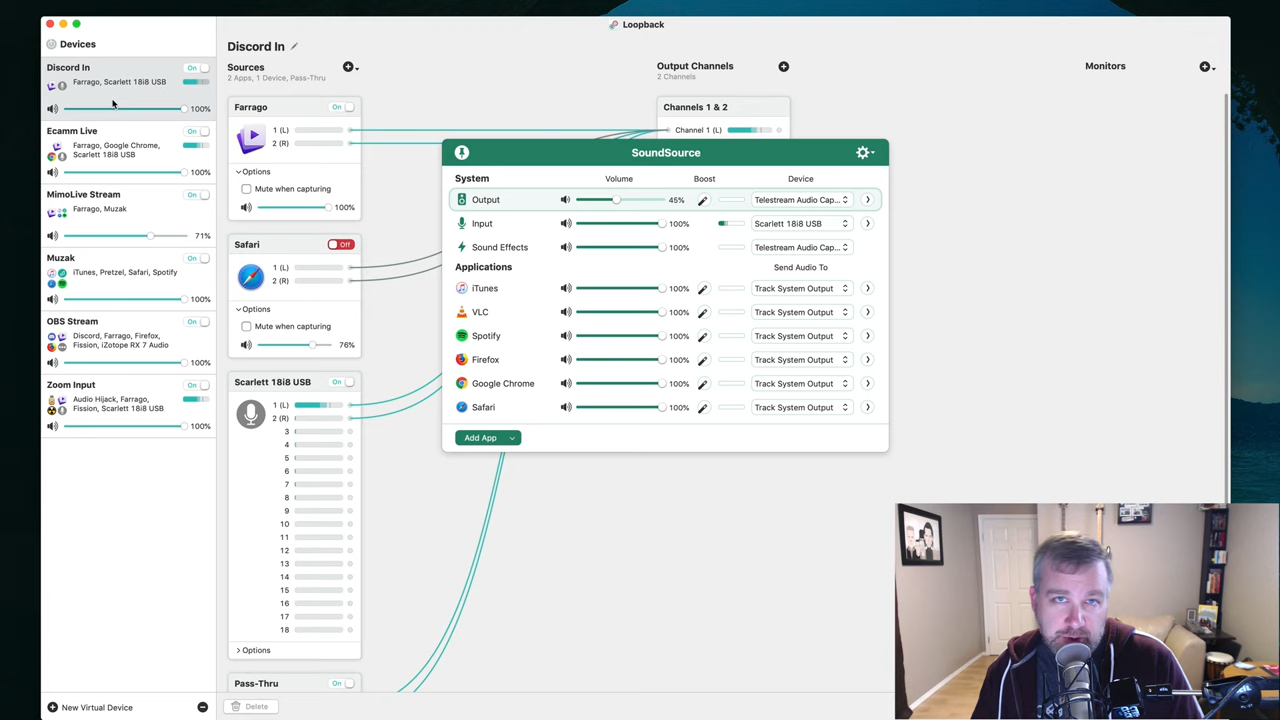 Loopback
Devices
Discord In
On
Farrago, Scarlett 18i8 USB
100%
Ecamm Live
On
Farrago, Google Chrome,
Scarlett 18i8 USB
100%
MimoLive Stream
On
Farrago, Muzak
71%
Muzak
On
iTunes, Pretzel, Safari, Spotify
100%
OBS Stream
On
Discord, Farrago, Firefox,
Fission, iZotope RX 7 Audio
100%
Zoom Input
On
Audio Hijack, Farrago,
Fission, Scarlett 18i8 USB
100%
New Virtual Device
Discord In
Sources
2 Apps, 1 Device, Pass-Thru
Farrago
On
1 (L)
2 (R)
Options
Mute when capturing
100%
Safari
Off
1 (L)
2 (R)
Options
Mute when capturing
76%
Scarlett 18i8 USB
On
1 (L)
2 (R)
3
4
5
6
7
8
9
10
11
12
13
14
15
16
17
18
Options
Pass-Thru
On
Delete
Output Channels
2 Channels
Channels 1 & 2
Channel 1 (L)
Monitors
SoundSource
System Volume Boost Device
Output 45% Telestream Audio Cap...
Input 100% Scarlett 18i8 USB
Sound Effects 100% Telestream Audio Cap...
Applications Send Audio To
iTunes 100% Track System Output
VLC 100% Track System Output
Spotify 100% Track System Output
Firefox 100% Track System Output
Google Chrome 100% Track System Output
Safari 100% Track System Output
Add App